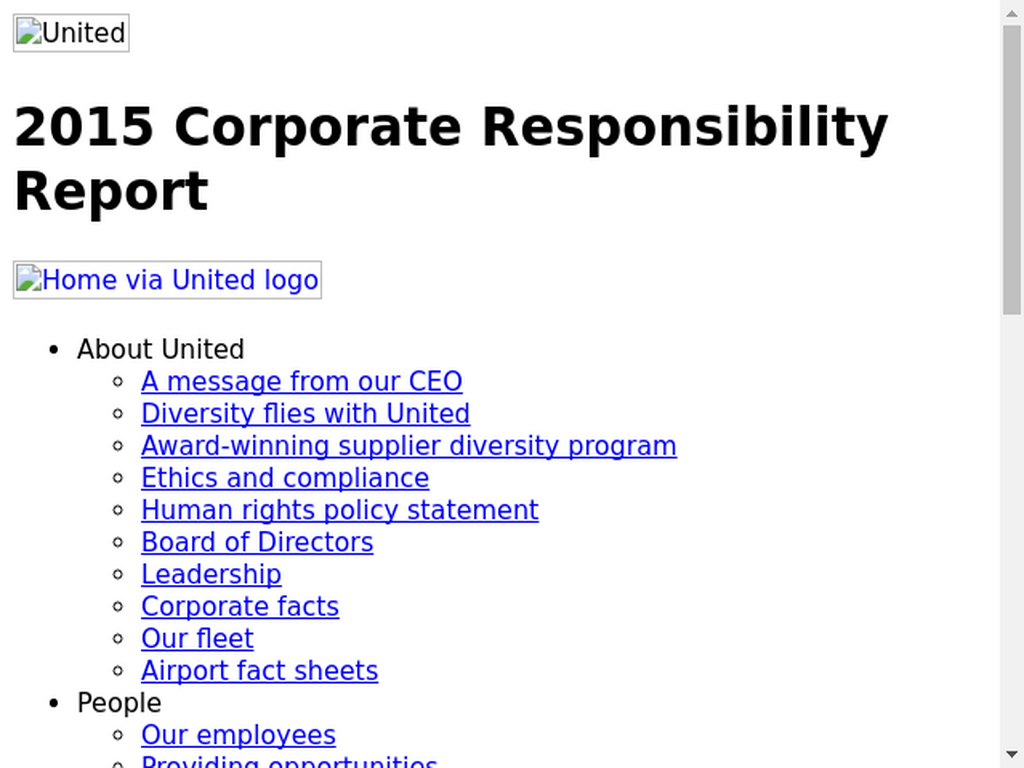 United
2015 Corporate Responsibility
Report
Home via United logo
About United
A message from our CEO
Diversity flies with United
Award-winning supplier diversity program
Ethics and compliance
Human rights policy statement
Board of Directors
Leadership
Corporate facts
Our fleet
Airport fact sheets
People
Our employees
Providing opportunities